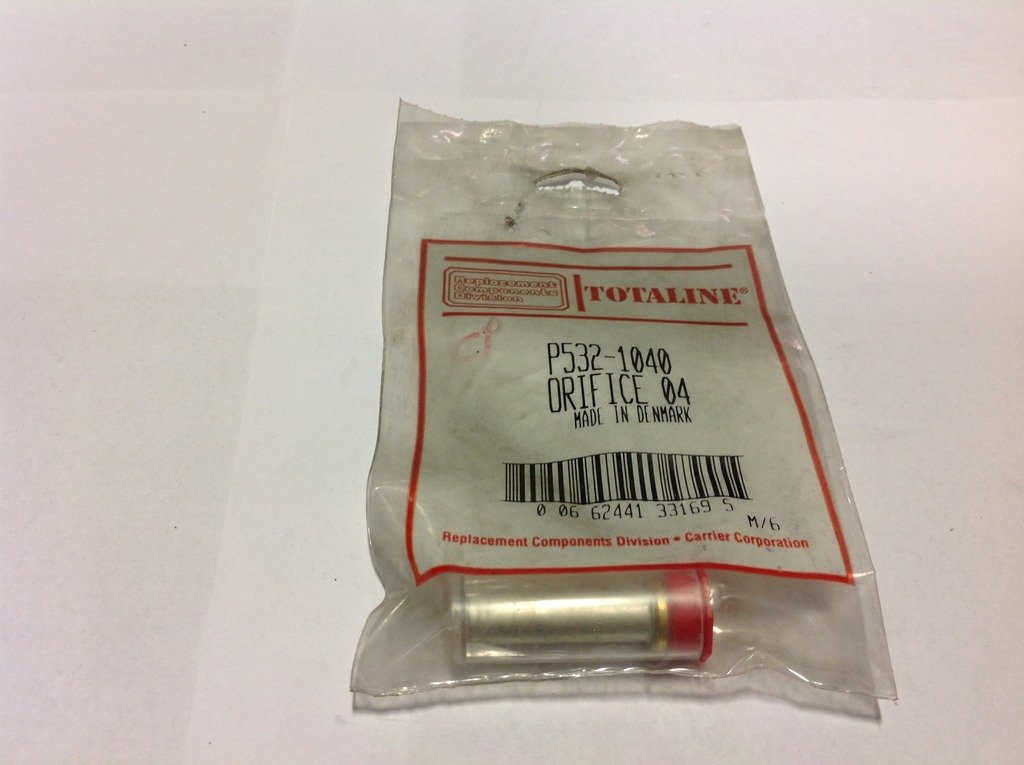 Replacement
Components
Division
TOTALINE®
P532-1040
ORIFICE 04
MADE IN DENMARK
0 06 62441 33169 5
M/6
Replacement Components Division • Carrier Corporation